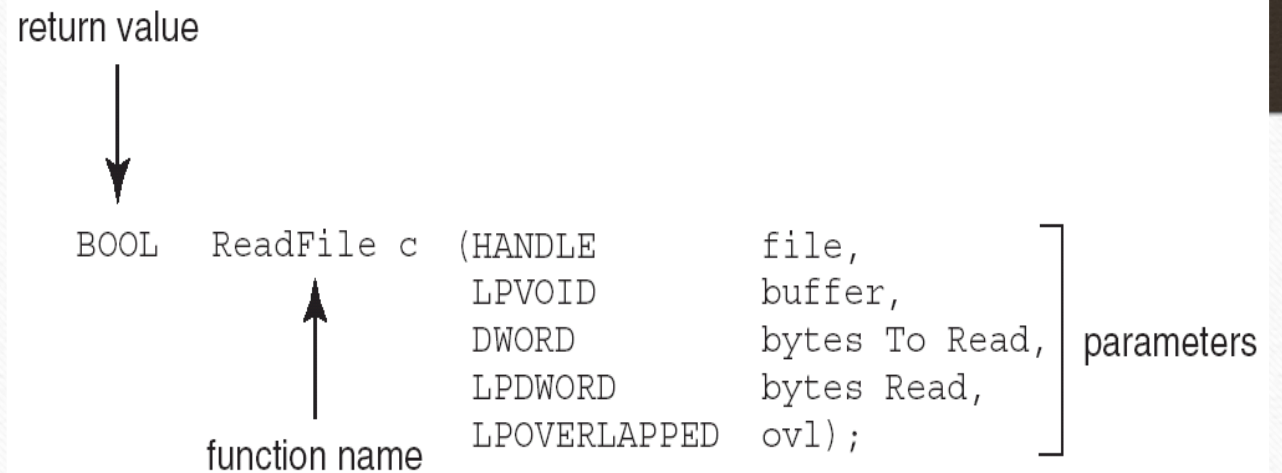 return value
BOOL ReadFile c (HANDLE file,
LPVOID buffer,
DWORD bytes To Read,
LPDWORD bytes Read,
LPOVERLAPPED ovl);
parameters
function name